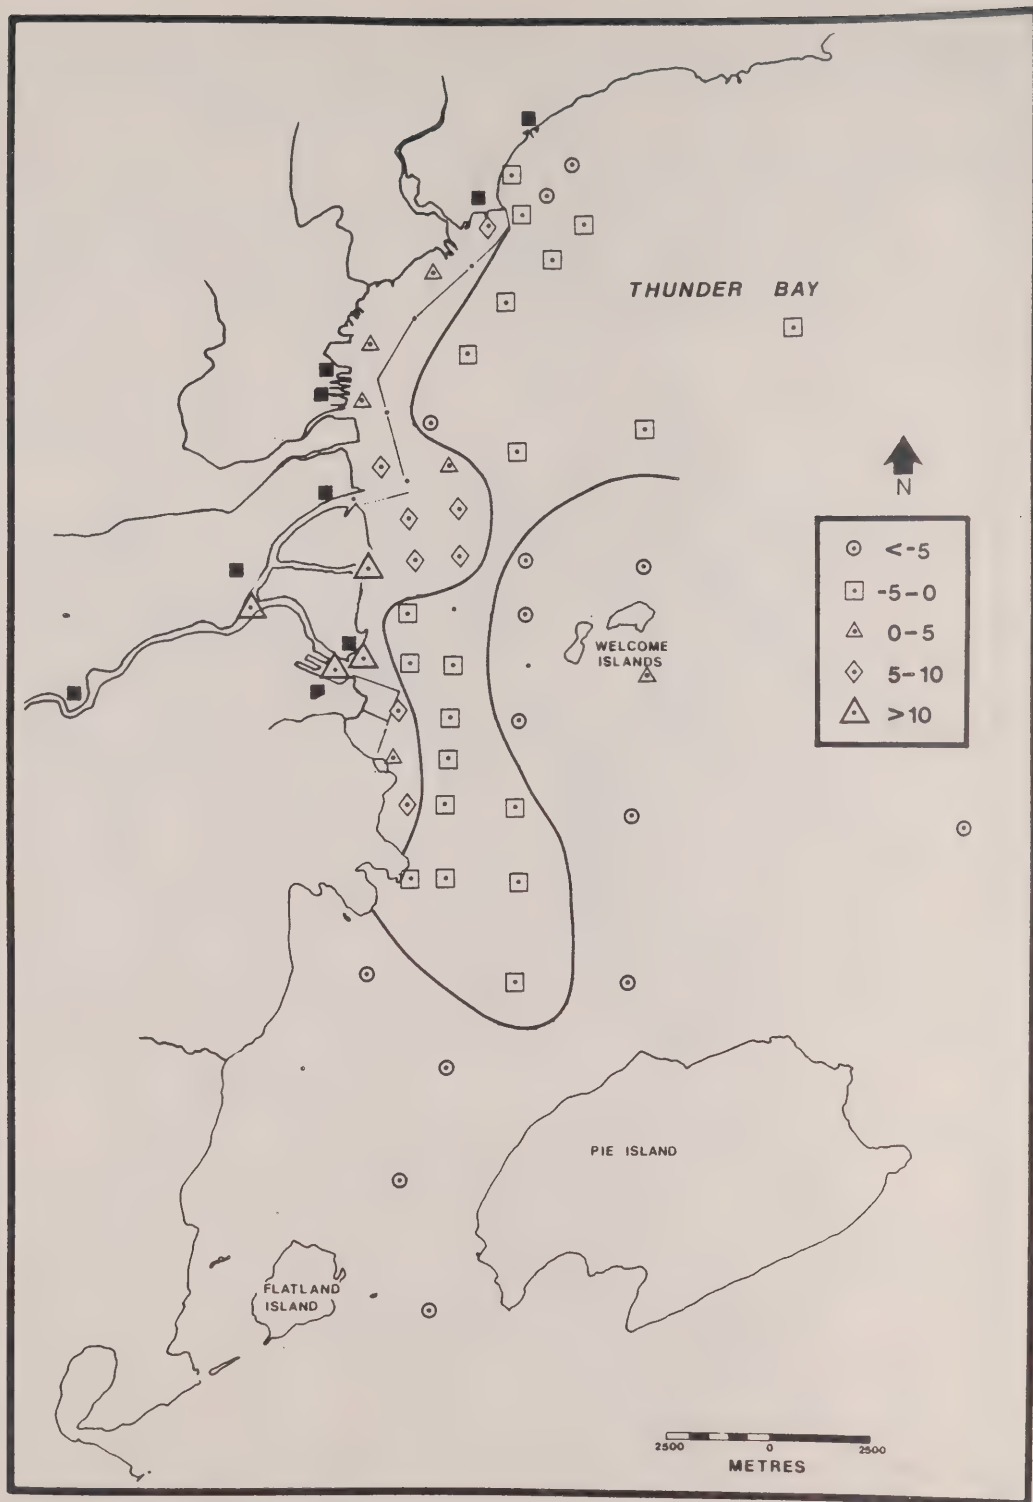 THUNDER BAY
N
<-5
-5-0
0-5
5-10
>10
WELCOME
ISLANDS
PIE ISLAND
FLATLAND
ISLAND
2500 0 2500
METRES